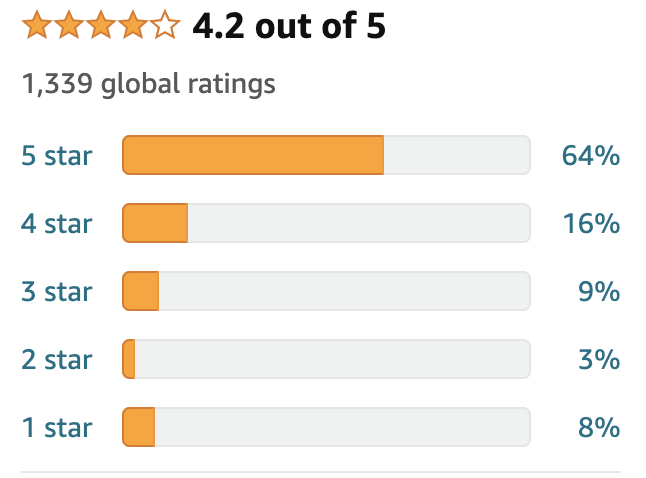 4.2 out of 5
1,339 global ratings
5 star 64%
4 star 16%
3 star 9%
2 star 3%
1 star 8%